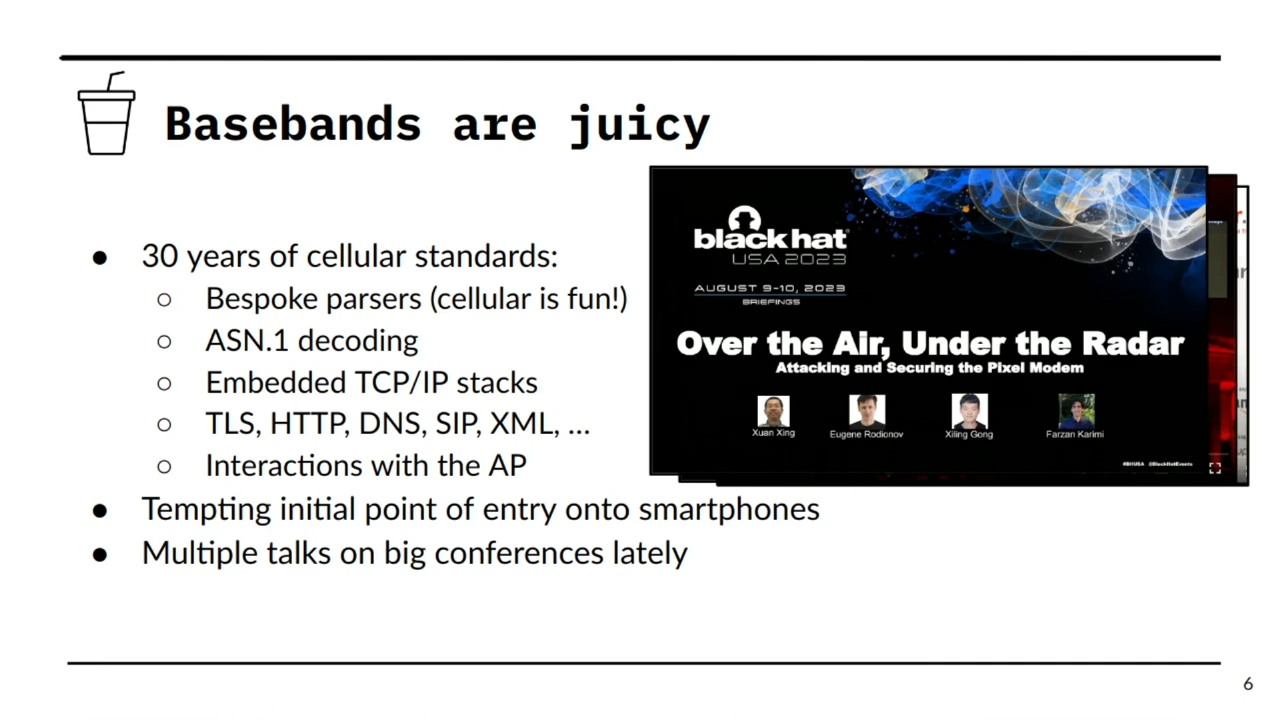 Basebands are juicy
● 30 years of cellular standards:
○ Bespoke parsers (cellular is fun!)
○ ASN.1 decoding
○ Embedded TCP/IP stacks
○ TLS, HTTP, DNS, SIP, XML, ...
○ Interactions with the AP
● Tempting initial point of entry onto smartphones
● Multiple talks on big conferences lately
black hat
USA 2023
AUGUST 9-10, 2023
BRIEFINGS
Over the Air, Under the Radar
Attacking and Securing the Pixel Modem
Xuan Xing Eugene Rodionov Xiling Gong Farzan Karimi
#BHUSA @BlackHatEvents
6